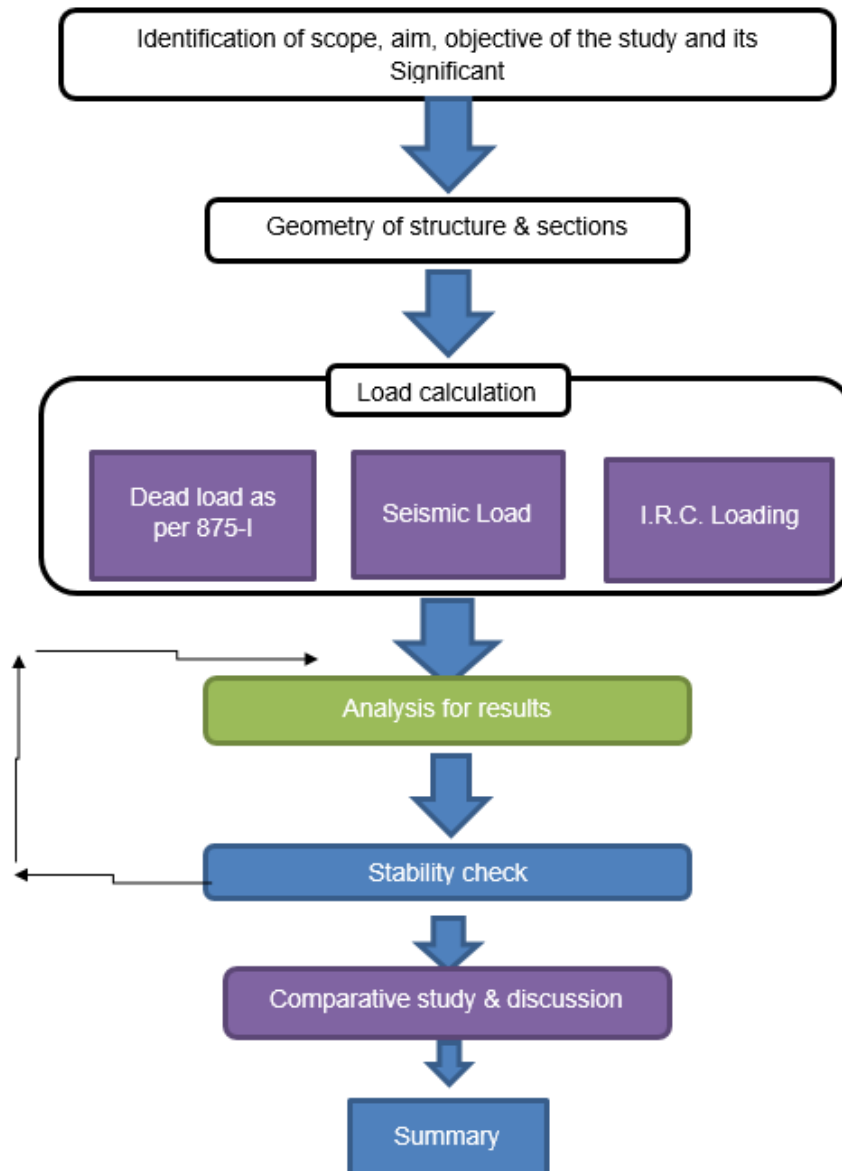 Identification of scope, aim, objective of the study and its
Significant
Geometry of structure & sections
Load calculation
Dead load as
per 875-I
Seismic Load
I.R.C. Loading
Analysis for results
Stability check
Comparative study & discussion
Summary